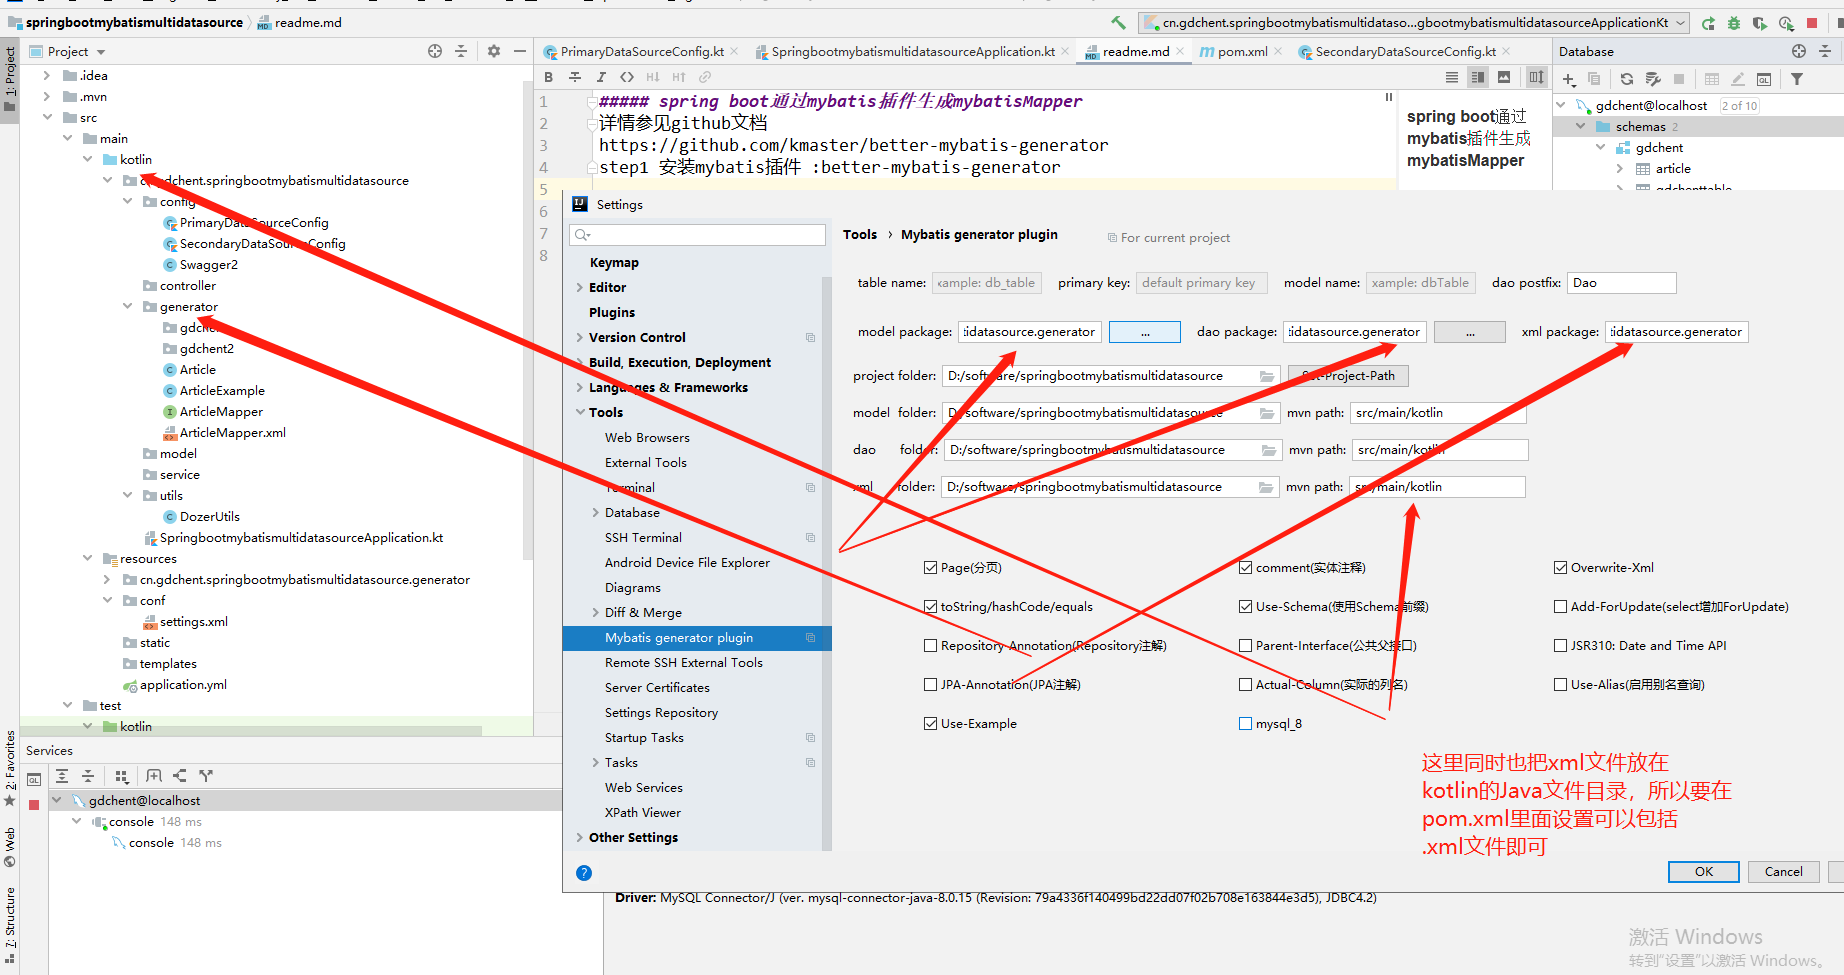 springbootmybatismultidatasource
readme.md
cn.gdchent.springbootmybatismultidataso...gbootmybatismultidatasourceApplicationKt
Project
PrimaryDataSourceConfig.kt
SpringbootmybatismultidatasourceApplication.kt
readme.md
pom.xml
SecondaryDataSourceConfig.kt
Database
1: Project
.idea
.mvn
src
main
kotlin
cn.gdchent.springbootmybatismultidatasource
config
PrimaryDataSourceConfig
SecondaryDataSourceConfig
Swagger2
controller
generator
gdchent2
Article
ArticleExample
ArticleMapper
ArticleMapper.xml
model
service
utils
DozerUtils
SpringbootmybatismultidatasourceApplication.kt
resources
cn.gdchent.springbootmybatismultidatasource.generator
conf
settings.xml
static
templates
application.yml
test
kotlin
1 ##### spring boot通过mybatis插件生成mybatisMapper
2 详情参见github文档
3 https://github.com/kmaster/better-mybatis-generator
4 step1 安装mybatis插件 :better-mybatis-generator
5
6
7
8
spring boot通过
mybatis插件生成
mybatisMapper
gdchent@localhost 2 of 10
schemas 2
gdchent
article
gdchenttable
Settings
Keymap
Editor
Plugins
Version Control
Build, Execution, Deployment
Languages & Frameworks
Tools
Web Browsers
External Tools
Terminal
Database
SSH Terminal
Android Device File Explorer
Diagrams
Diff & Merge
Mybatis generator plugin
Remote SSH External Tools
Server Certificates
Settings Repository
Startup Tasks
Tasks
Web Services
XPath Viewer
Other Settings
Tools › Mybatis generator plugin For current project
table name: xample: db_table primary key: default primary key model name: xample: dbTable dao postfix: Dao
model package: tidatasource.generator ... dao package: tidatasource.generator ... xml package: tidatasource.generator
project folder: D:/software/springbootmybatismultidatasource Set-Project-Path
model folder: D:/software/springbootmybatismultidatasource mvn path: src/main/kotlin
dao folder: D:/software/springbootmybatismultidatasource mvn path: src/main/kotlin
xml folder: D:/software/springbootmybatismultidatasource mvn path: src/main/kotlin
Page(分页) comment(实体注释) Overwrite-Xml
toString/hashCode/equals Use-Schema(使用Schema前缀) Add-ForUpdate(select增加ForUpdate)
Repository-Annotation(Repository注解) Parent-Interface(公共父接口) JSR310: Date and Time API
JPA-Annotation(JPA注解) Actual-Column(实际的列名) Use-Alias(启用别名查询)
Use-Example mysql_8
这里同时也把xml文件放在
kotlin的Java文件目录，所以要在
pom.xml里面设置可以包括
.xml文件即可
OK Cancel
Services
gdchent@localhost
console 148 ms
console 148 ms
2: Favorites
Web
7: Structure
Driver: MySQL Connector/J (ver. mysql-connector-java-8.0.15 (Revision: 79a4336f140499bd22dd07f02b708e163844e3d5), JDBC4.2)
激活 Windows
转到“设置”以激活 Windows。